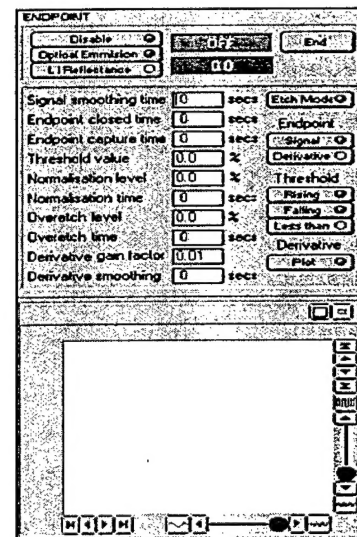 ENDPOINT
Disable
OFF
End
Optical Emmision
L1 Reflectance
0.0
Signal smoothing time 0 secs Etch Mode
Endpoint closed time 0 secs Endpoint
Endpoint capture time 0 secs Signal
Threshold value 0.0 % Derivative
Normalisation level 0.0 % Threshold
Normalisation time 0 secs Rising
Overetch level 0.0 % Falling
Overetch time 0 secs Less than
Derivative gain factor 0.01 Derivative
Derivative smoothing 0 secs Plot